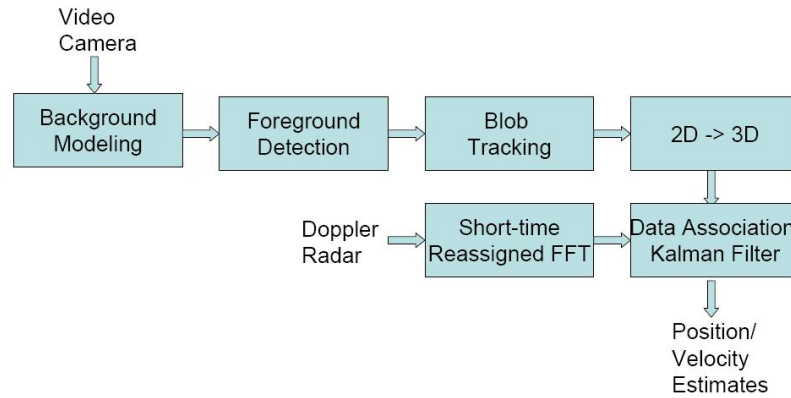 Video
Camera
Background
Modeling
Foreground
Detection
Blob
Tracking
2D -> 3D
Doppler
Radar
Short-time
Reassigned FFT
Data Association
Kalman Filter
Position/
Velocity
Estimates